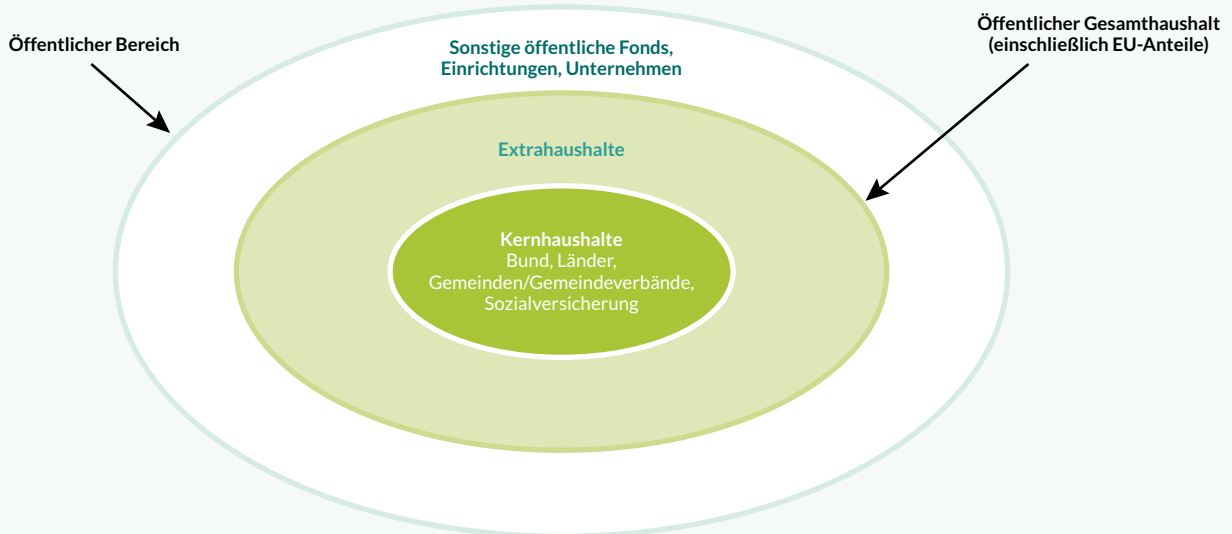 Öffentlicher Bereich
Sonstige öffentliche Fonds,
Einrichtungen, Unternehmen
Öffentlicher Gesamthaushalt
(einschließlich EU-Anteile)
Extrahaushalte
Kernhaushalte
Bund, Länder,
Gemeinden/Gemeindeverbände,
Sozialversicherung